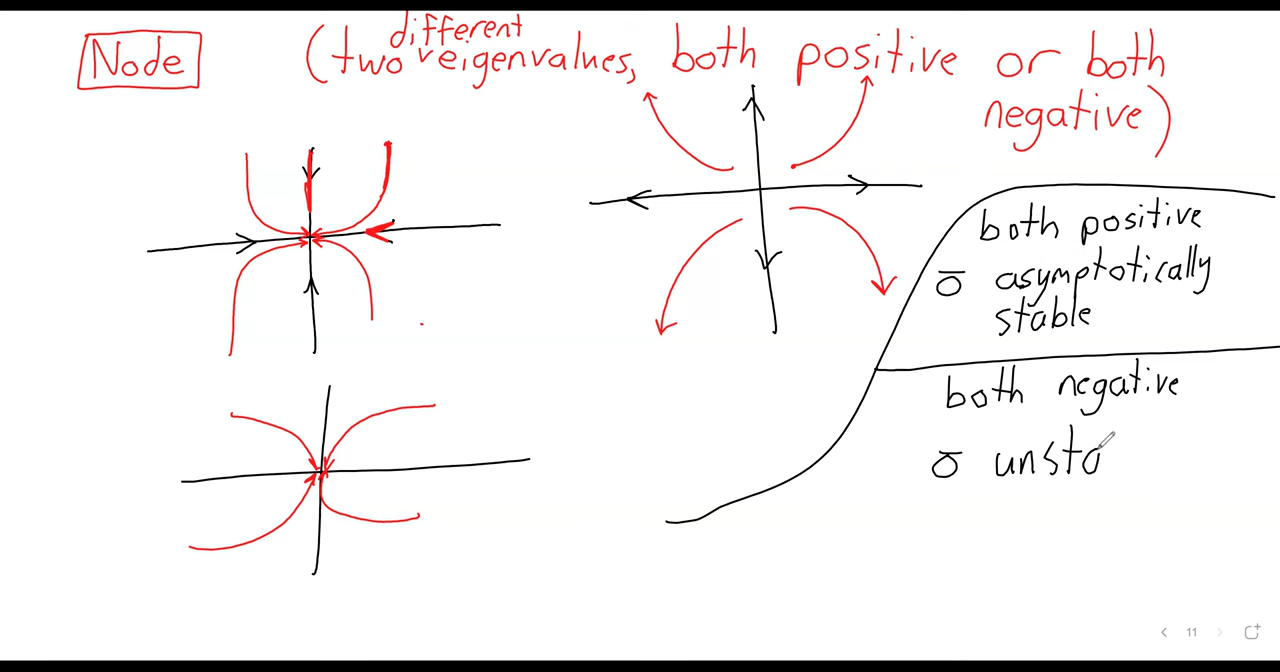 Node
different
(two eigenvalues, both positive or both
negative)
both positive
o̅ asymptotically
stable
both negative
o̅ unsta
11